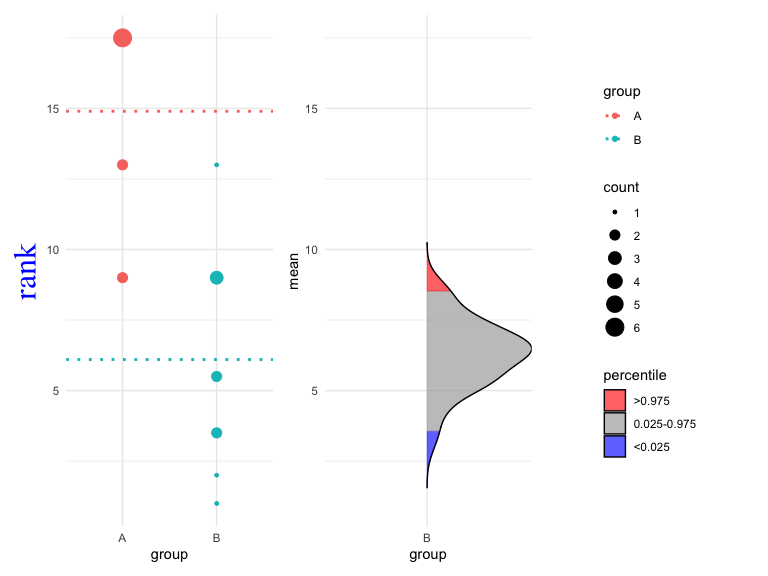 rank
15
10
5
A
B
group
mean
15
10
5
B
group
group
A
B
count
1
2
3
4
5
6
percentile
>0.975
0.025-0.975
<0.025